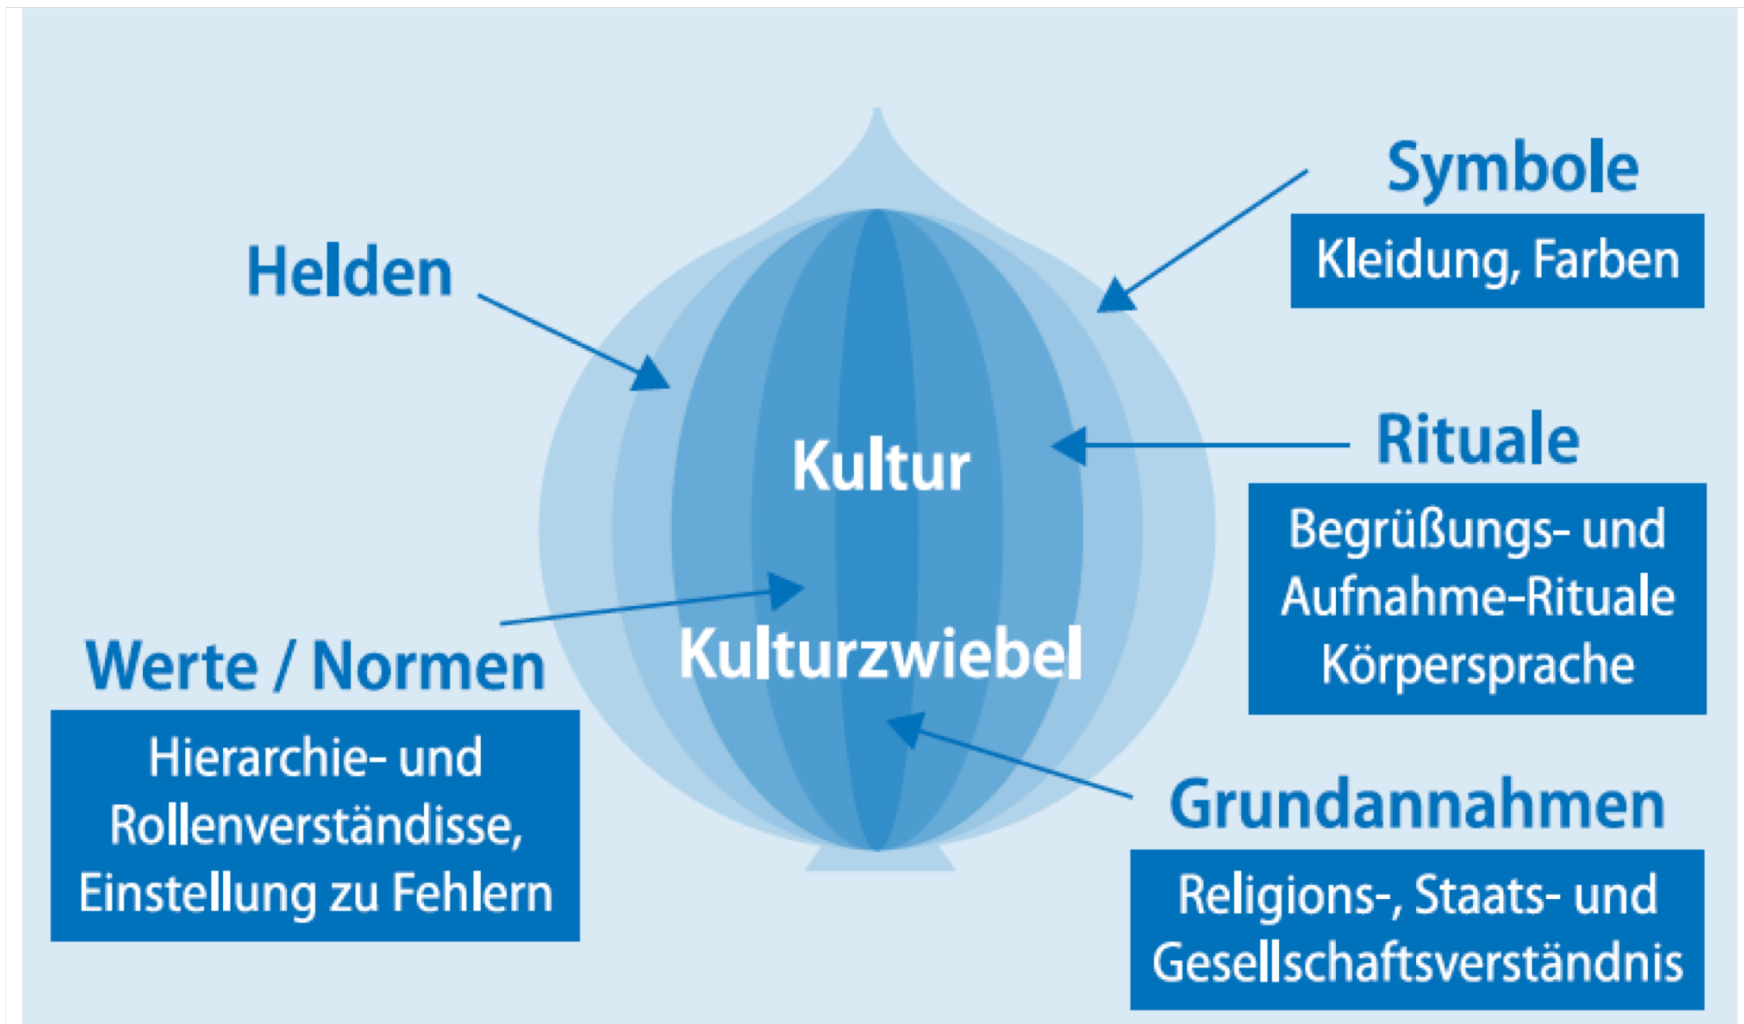 Symbole
Kleidung, Farben
Helden
Kultur
Rituale
Begrüßungs- und
Aufnahme-Rituale
Körpersprache
Kulturzwiebel
Werte / Normen
Hierarchie- und
Rollenverständisse,
Einstellung zu Fehlern
Grundannahmen
Religions-, Staats- und
Gesellschaftsverständnis